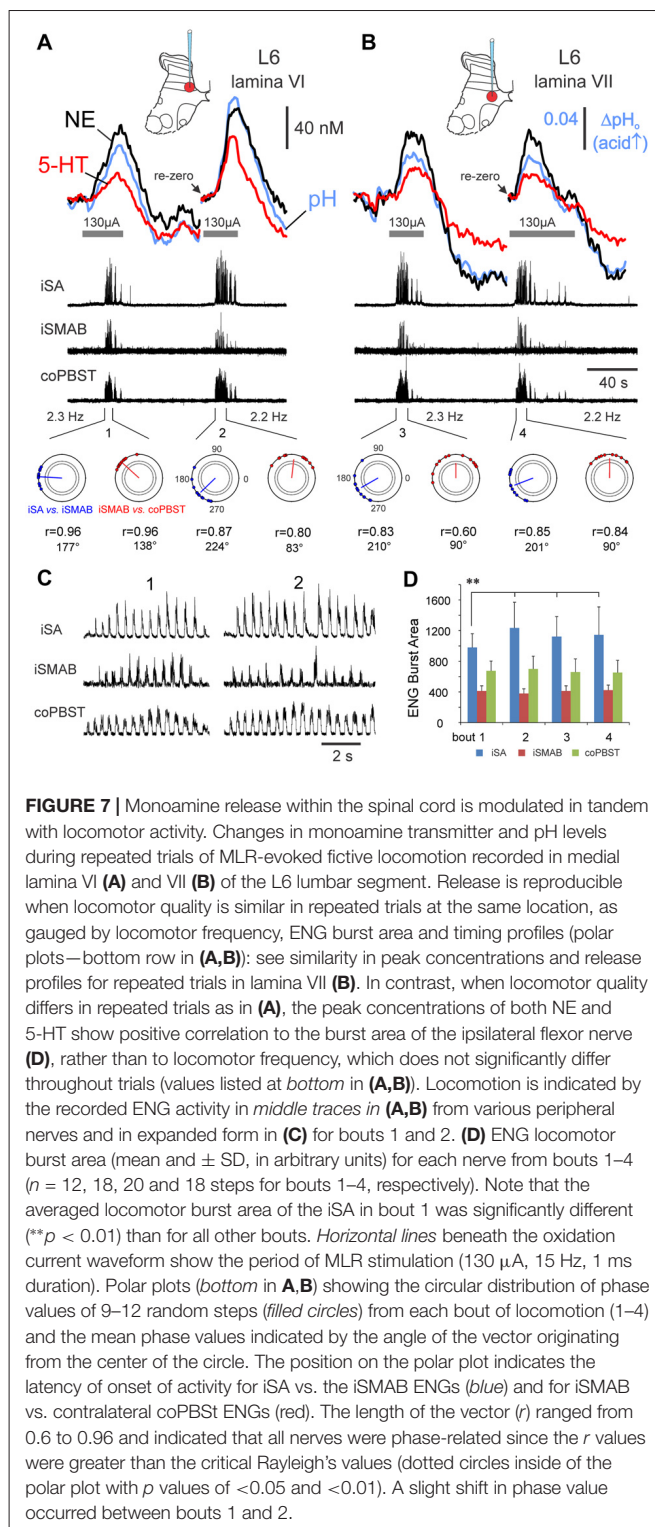 A
L6
lamina VI
NE
5-HT
40 nM
re-zero
pH
130µA
130µA
B
L6
lamina VII
0.04 ΔpHo
(acid↑)
re-zero
130µA
130µA
iSA
iSMAB
coPBST
40 s
2.3 Hz
1
2
2.2 Hz
3
2.3 Hz
4
2.2 Hz
90
180
0
270
90
180
0
270
iSA vs. iSMAB
iSMAB vs. coPBST
r=0.96
177°
r=0.96
138°
r=0.87
224°
r=0.80
83°
r=0.83
210°
r=0.60
90°
r=0.85
201°
r=0.84
90°
C
1
2
iSA
iSMAB
coPBST
2 s
D
**
ENG Burst Area
1600
1200
800
400
0
bout 1
2
3
4
iSA
iSMAB
coPBST
FIGURE 7 | Monoamine release within the spinal cord is modulated in tandem
with locomotor activity. Changes in monoamine transmitter and pH levels
during repeated trials of MLR-evoked fictive locomotion recorded in medial
lamina VI (A) and VII (B) of the L6 lumbar segment. Release is reproducible
when locomotor quality is similar in repeated trials at the same location, as
gauged by locomotor frequency, ENG burst area and timing profiles (polar
plots—bottom row in (A,B)): see similarity in peak concentrations and release
profiles for repeated trials in lamina VII (B). In contrast, when locomotor quality
differs in repeated trials as in (A), the peak concentrations of both NE and
5-HT show positive correlation to the burst area of the ipsilateral flexor nerve
(D), rather than to locomotor frequency, which does not significantly differ
throughout trials (values listed at bottom in (A,B)). Locomotion is indicated by
the recorded ENG activity in middle traces in (A,B) from various peripheral
nerves and in expanded form in (C) for bouts 1 and 2. (D) ENG locomotor
burst area (mean and ± SD, in arbitrary units) for each nerve from bouts 1–4
(n = 12, 18, 20 and 18 steps for bouts 1–4, respectively). Note that the
averaged locomotor burst area of the iSA in bout 1 was significantly different
(**p < 0.01) than for all other bouts. Horizontal lines beneath the oxidation
current waveform show the period of MLR stimulation (130 µA, 15 Hz, 1 ms
duration). Polar plots (bottom in A,B) showing the circular distribution of phase
values of 9–12 random steps (filled circles) from each bout of locomotion (1–4)
and the mean phase values indicated by the angle of the vector originating
from the center of the circle. The position on the polar plot indicates the
latency of onset of activity for iSA vs. the iSMAB ENGs (blue) and for iSMAB
vs. contralateral coPBSt ENGs (red). The length of the vector (r) ranged from
0.6 to 0.96 and indicated that all nerves were phase-related since the r values
were greater than the critical Rayleigh's values (dotted circles inside of the
polar plot with p values of <0.05 and <0.01). A slight shift in phase value
occurred between bouts 1 and 2.